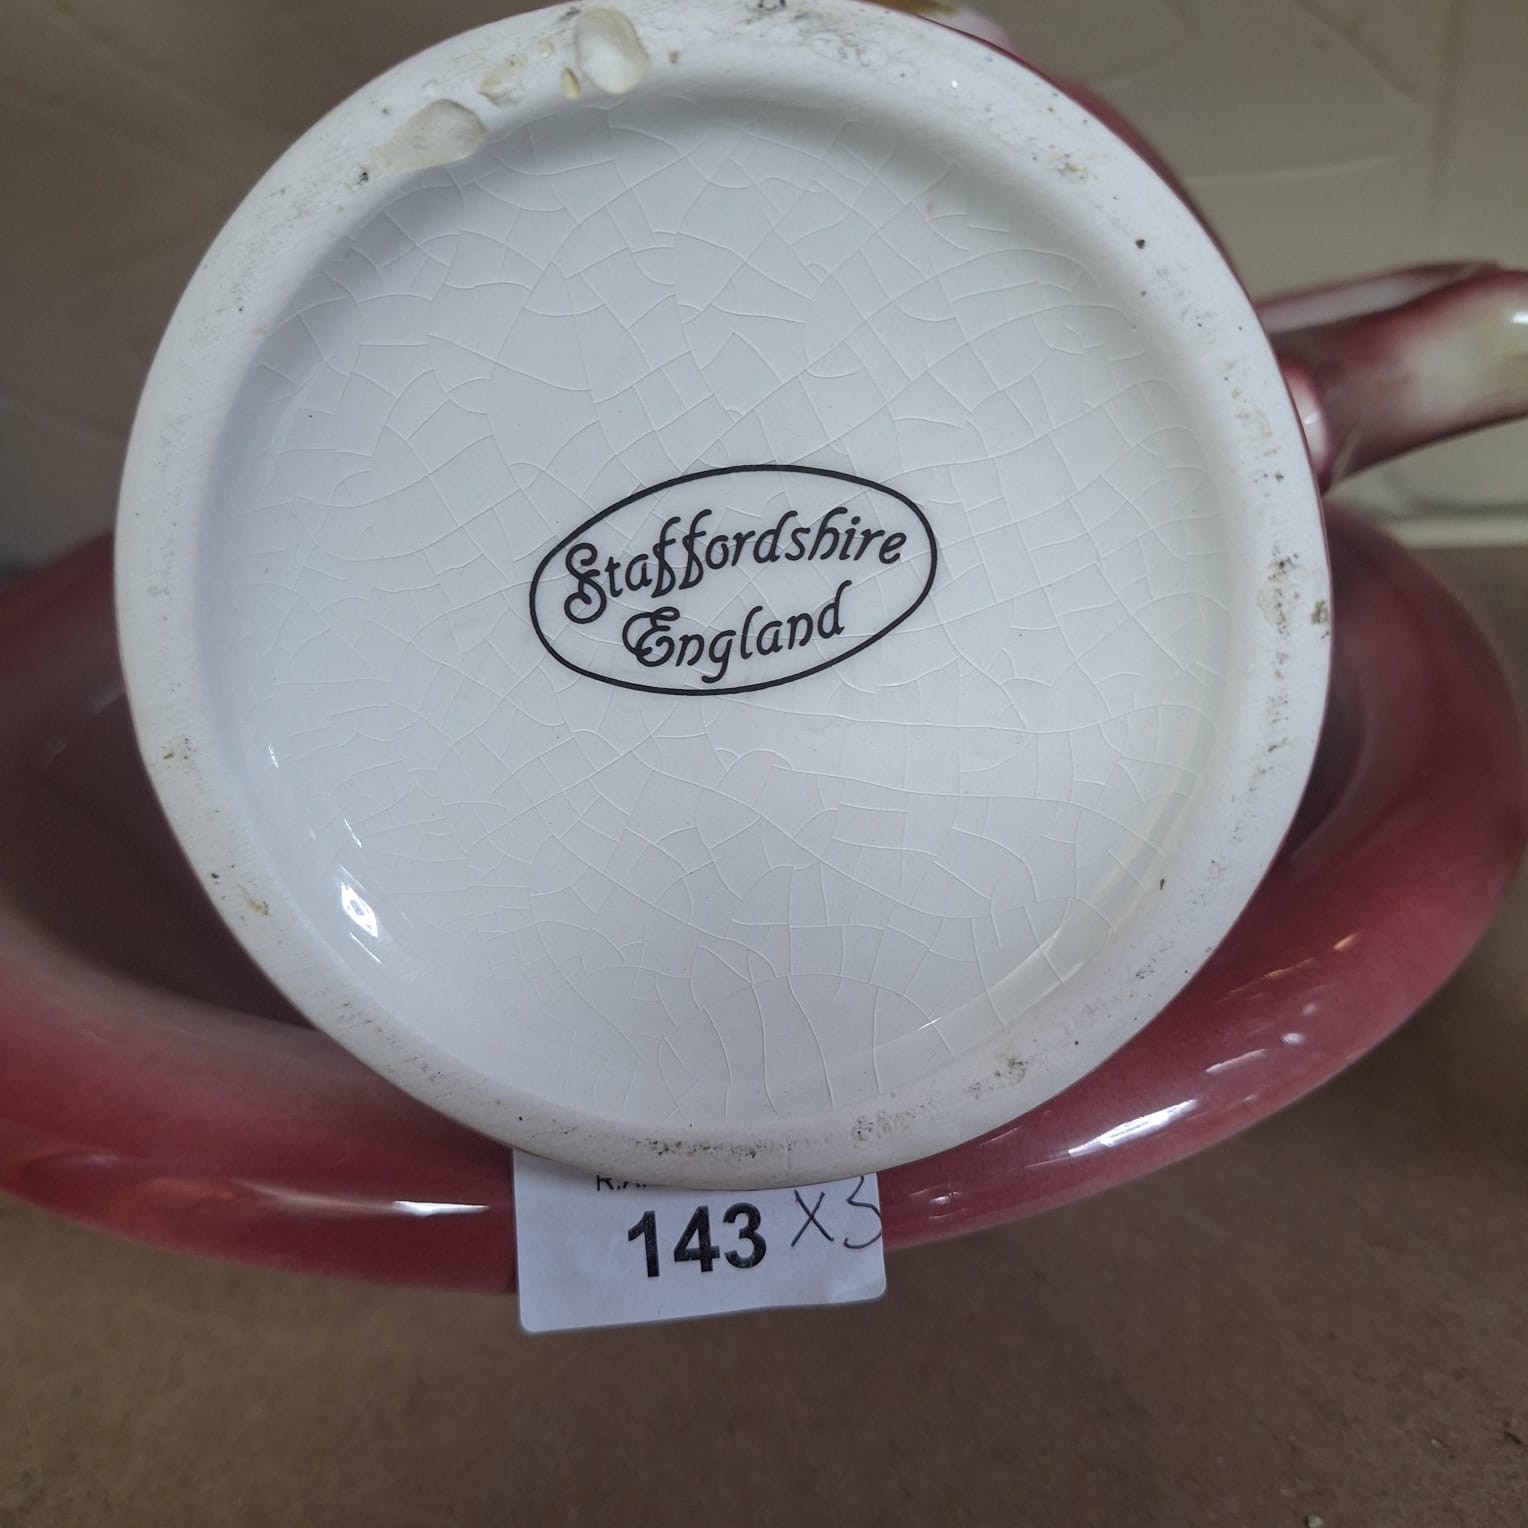 Staffordshire
England
143 X3